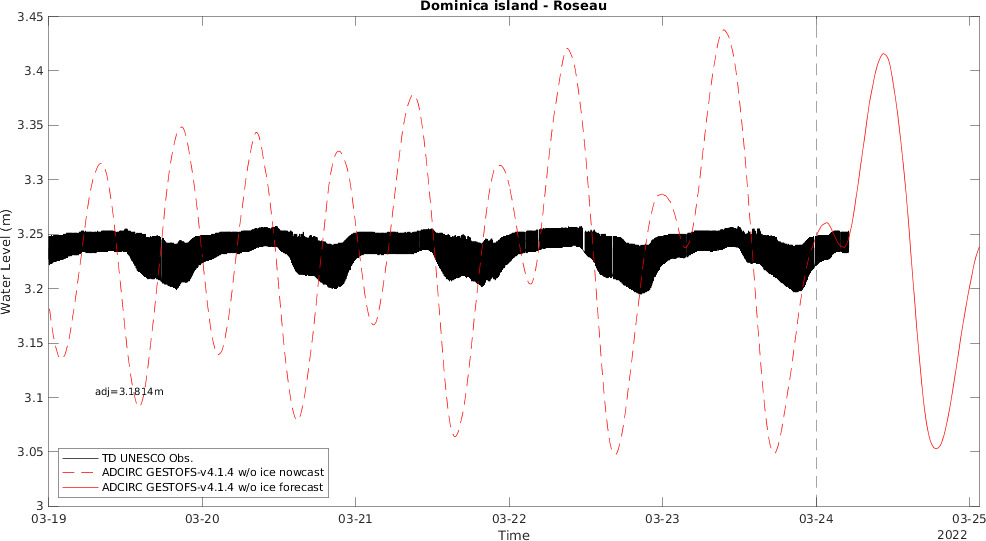 Dominica island - Roseau
3.45
3.4
3.35
3.3
3.25
3.2
3.15
3.1
3.05
3
Water Level (m)
adj=3.1814m
TD UNESCO Obs.
ADCIRC GESTOFS-v4.1.4 w/o ice nowcast
ADCIRC GESTOFS-v4.1.4 w/o ice forecast
03-19 03-20 03-21 03-22 03-23 03-24 03-25
Time 2022